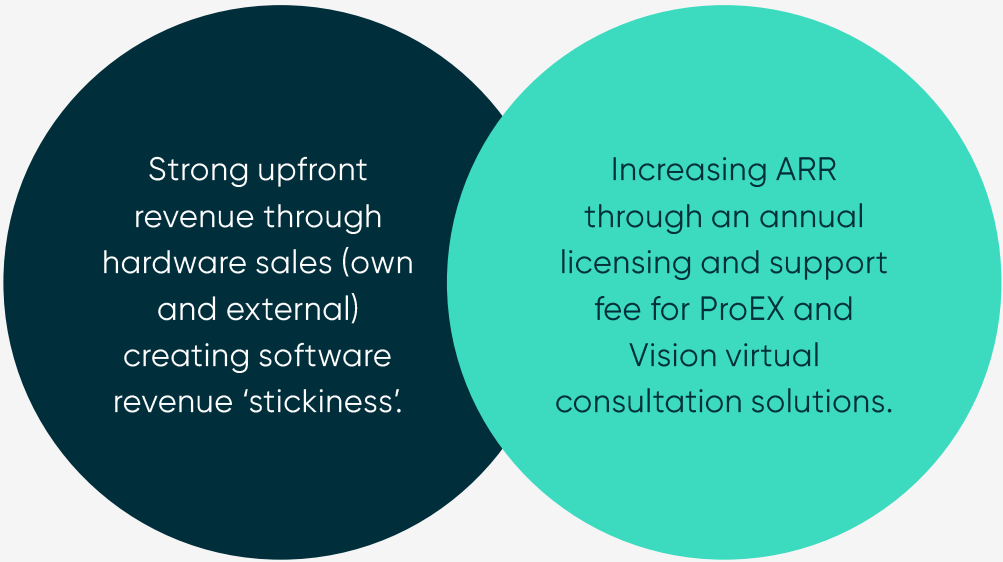 Strong upfront
revenue through
hardware sales (own
and external)
creating software
revenue ‘stickiness’.
Increasing ARR
through an annual
licensing and support
fee for ProEX and
Vision virtual
consultation solutions.